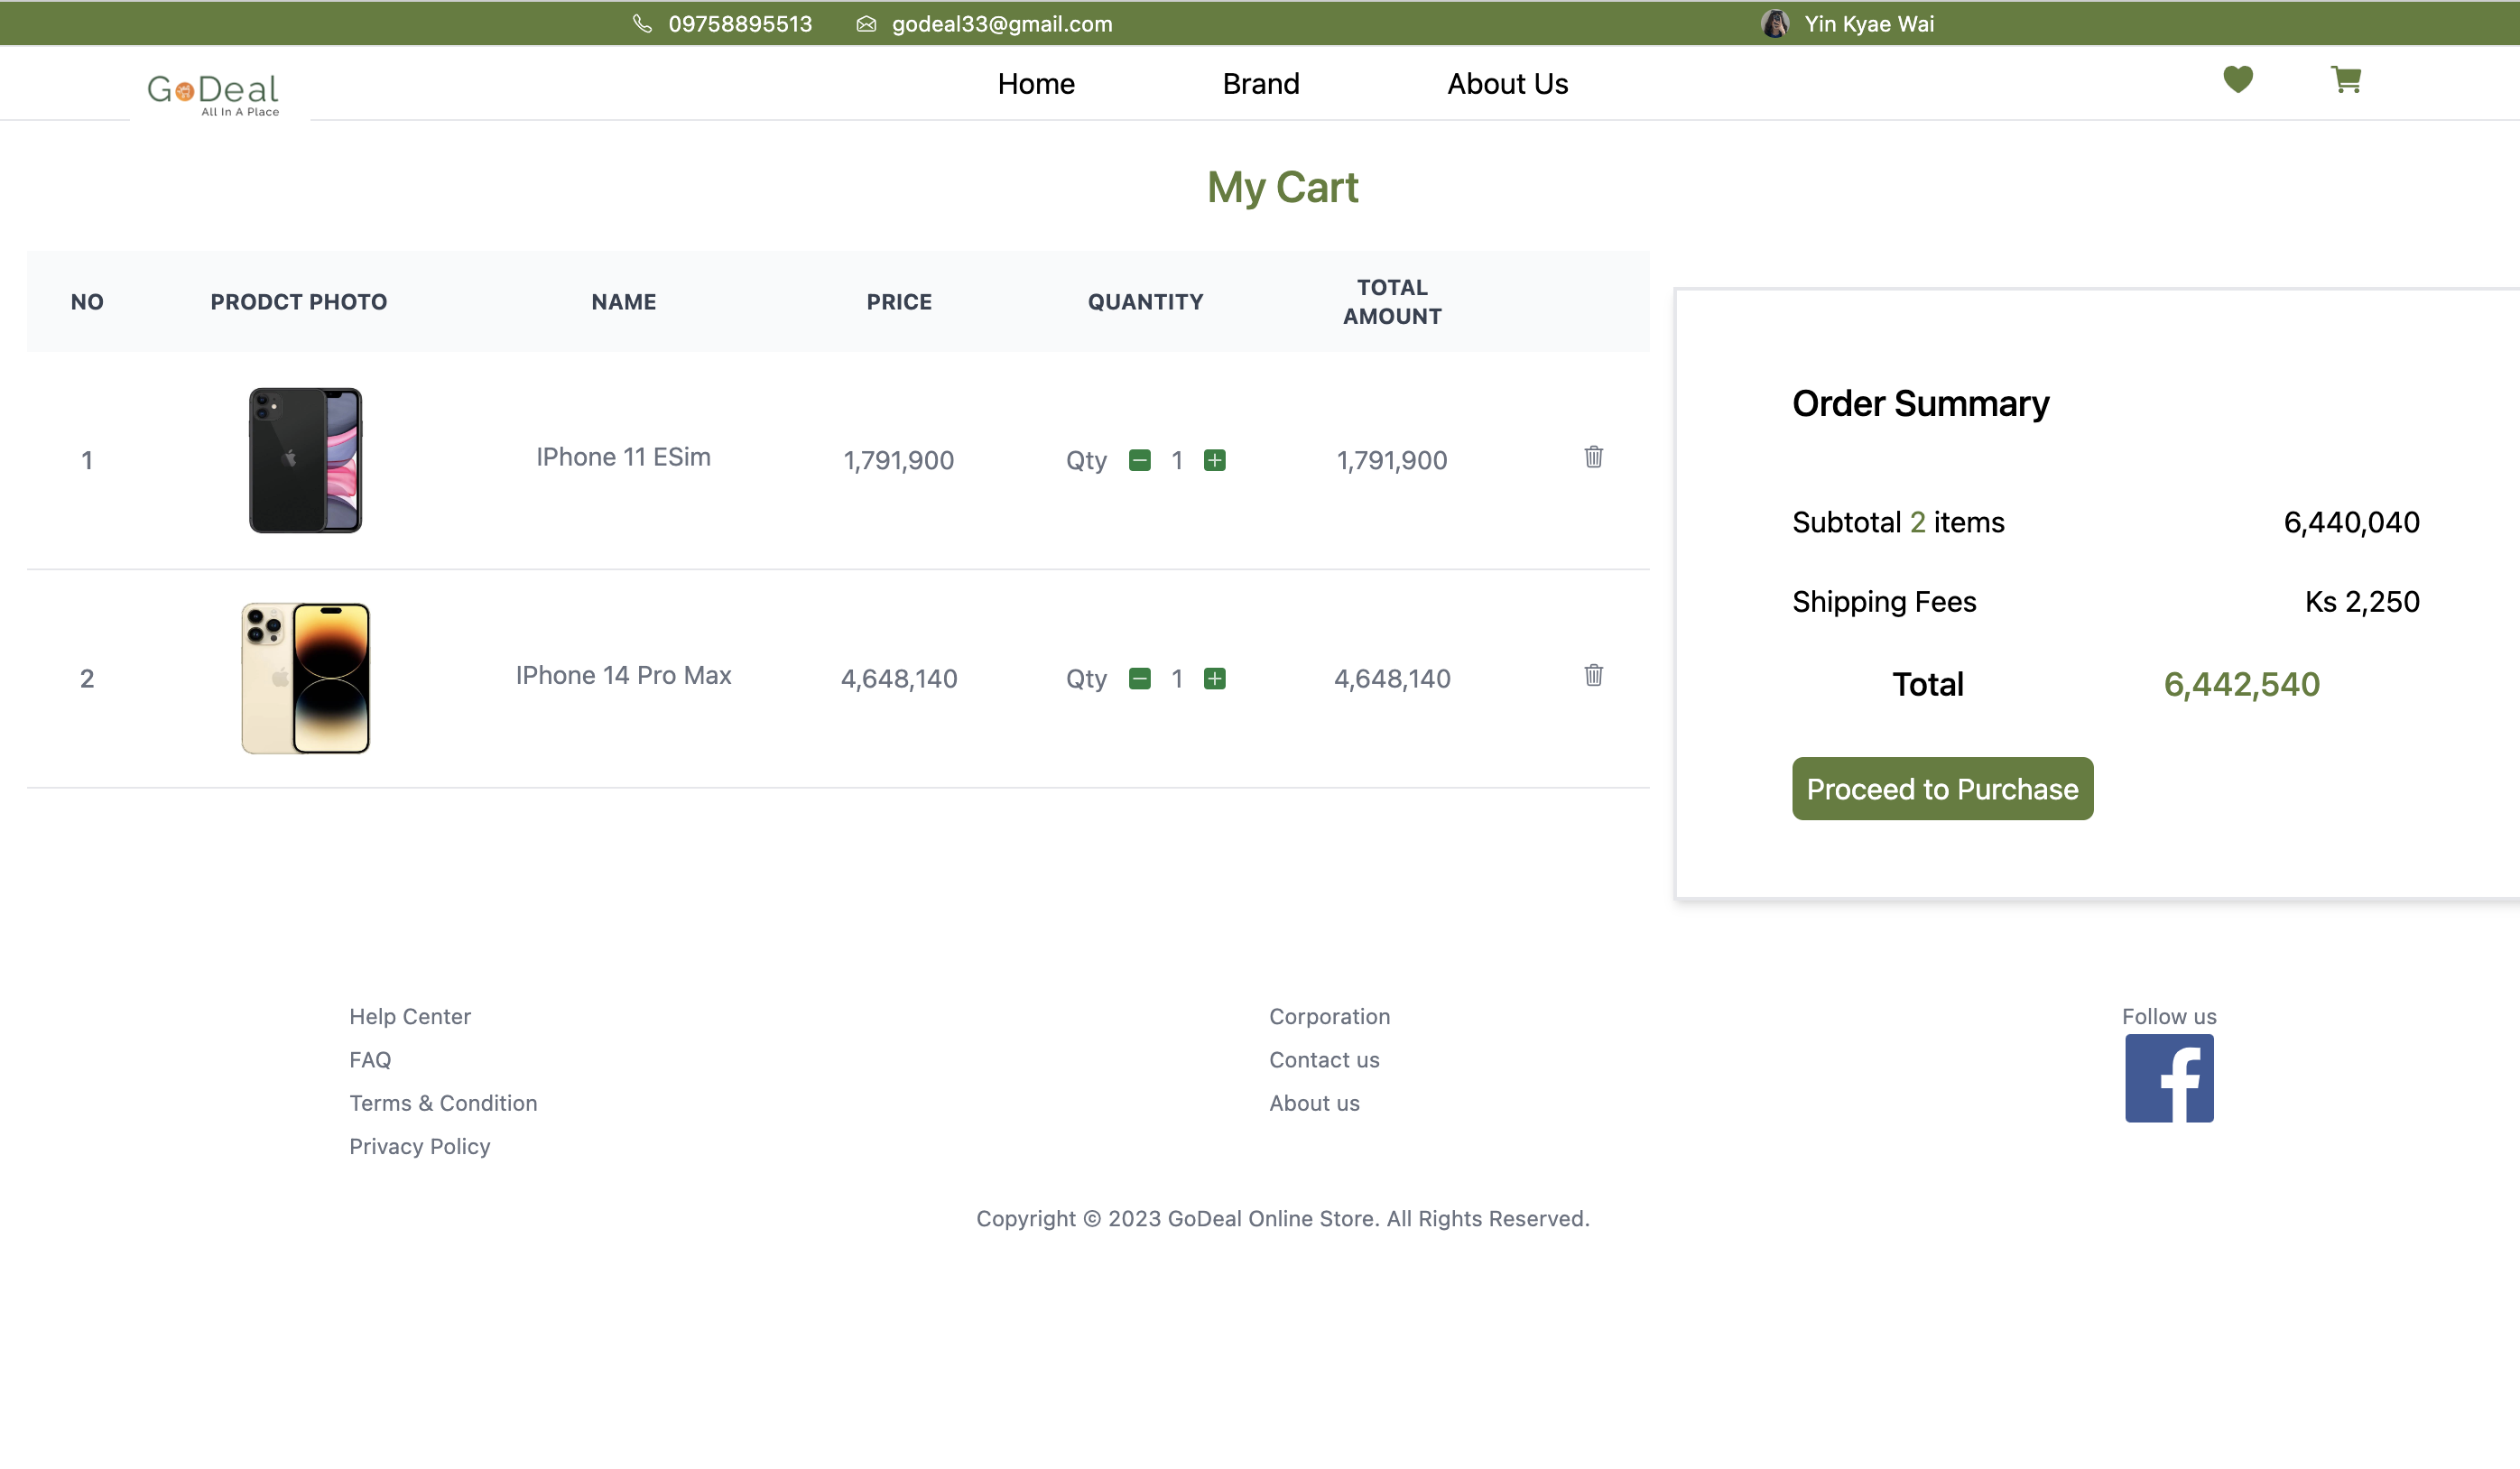 09758895513 godeal33@gmail.com Yin Kyae Wai
GoDeal
All In A Place
Home Brand About Us
My Cart
NO PRODCT PHOTO NAME PRICE QUANTITY TOTAL AMOUNT
1 IPhone 11 ESim 1,791,900 Qty 1 1,791,900
2 IPhone 14 Pro Max 4,648,140 Qty 1 4,648,140
Order Summary
Subtotal 2 items 6,440,040
Shipping Fees Ks 2,250
Total 6,442,540
Proceed to Purchase
Help Center
FAQ
Terms & Condition
Privacy Policy
Corporation
Contact us
About us
Follow us
Copyright © 2023 GoDeal Online Store. All Rights Reserved.